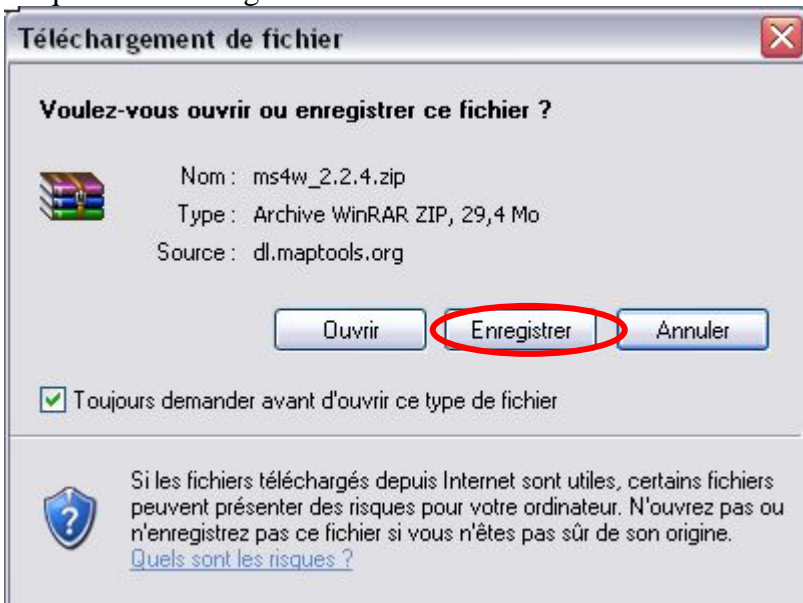 Téléchargement de fichier
Voulez-vous ouvrir ou enregistrer ce fichier ?
Nom : ms4w_2.2.4.zip
Type : Archive WinRAR ZIP, 29,4 Mo
Source : dl.maptools.org
Ouvrir Enregistrer Annuler
Toujours demander avant d'ouvrir ce type de fichier
Si les fichiers téléchargés depuis Internet sont utiles, certains fichiers
peuvent présenter des risques pour votre ordinateur. N'ouvrez pas ou
n'enregistrez pas ce fichier si vous n'êtes pas sûr de son origine.
Quels sont les risques ?